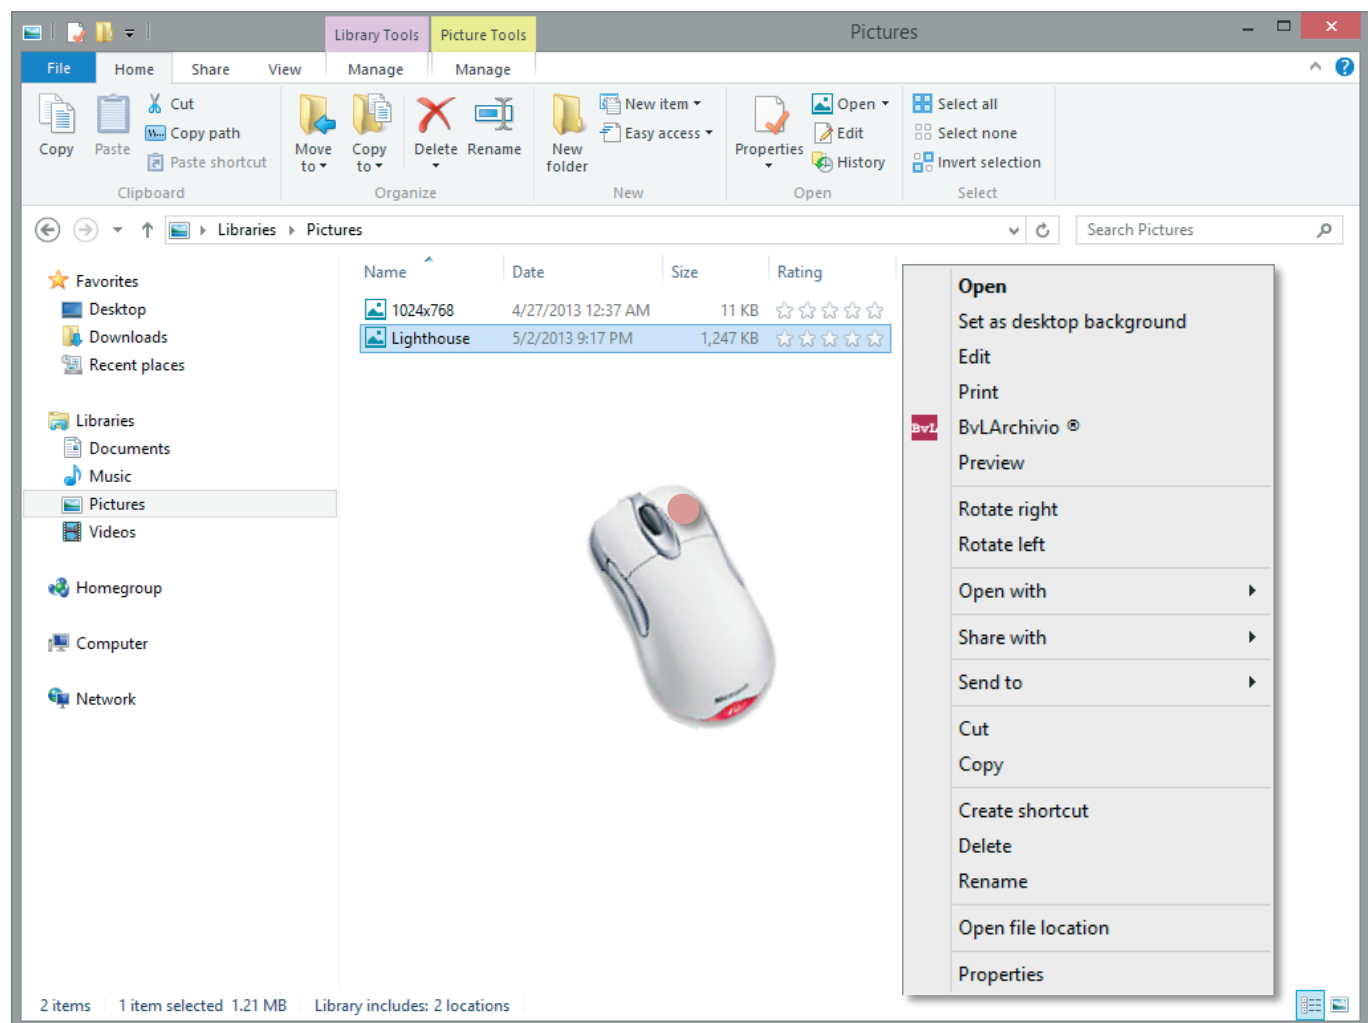 Library Tools
Picture Tools
Pictures
File
Home
Share
View
Manage
Manage
Copy
Paste
Cut
Copy path
Paste shortcut
Clipboard
Move to
Copy to
Delete
Rename
Organize
New folder
New item
Easy access
New
Properties
Open
Edit
History
Open
Select all
Select none
Invert selection
Select
Libraries
Pictures
Search Pictures
Favorites
Desktop
Downloads
Recent places
Libraries
Documents
Music
Pictures
Videos
Homegroup
Computer
Network
Name Date Size Rating
1024x768 4/27/2013 12:37 AM 11 KB
Lighthouse 5/2/2013 9:17 PM 1,247 KB
Open
Set as desktop background
Edit
Print
BvL
BvLArchivio ®
Preview
Rotate right
Rotate left
Open with
Share with
Send to
Cut
Copy
Create shortcut
Delete
Rename
Open file location
Properties
2 items 1 item selected 1.21 MB Library includes: 2 locations